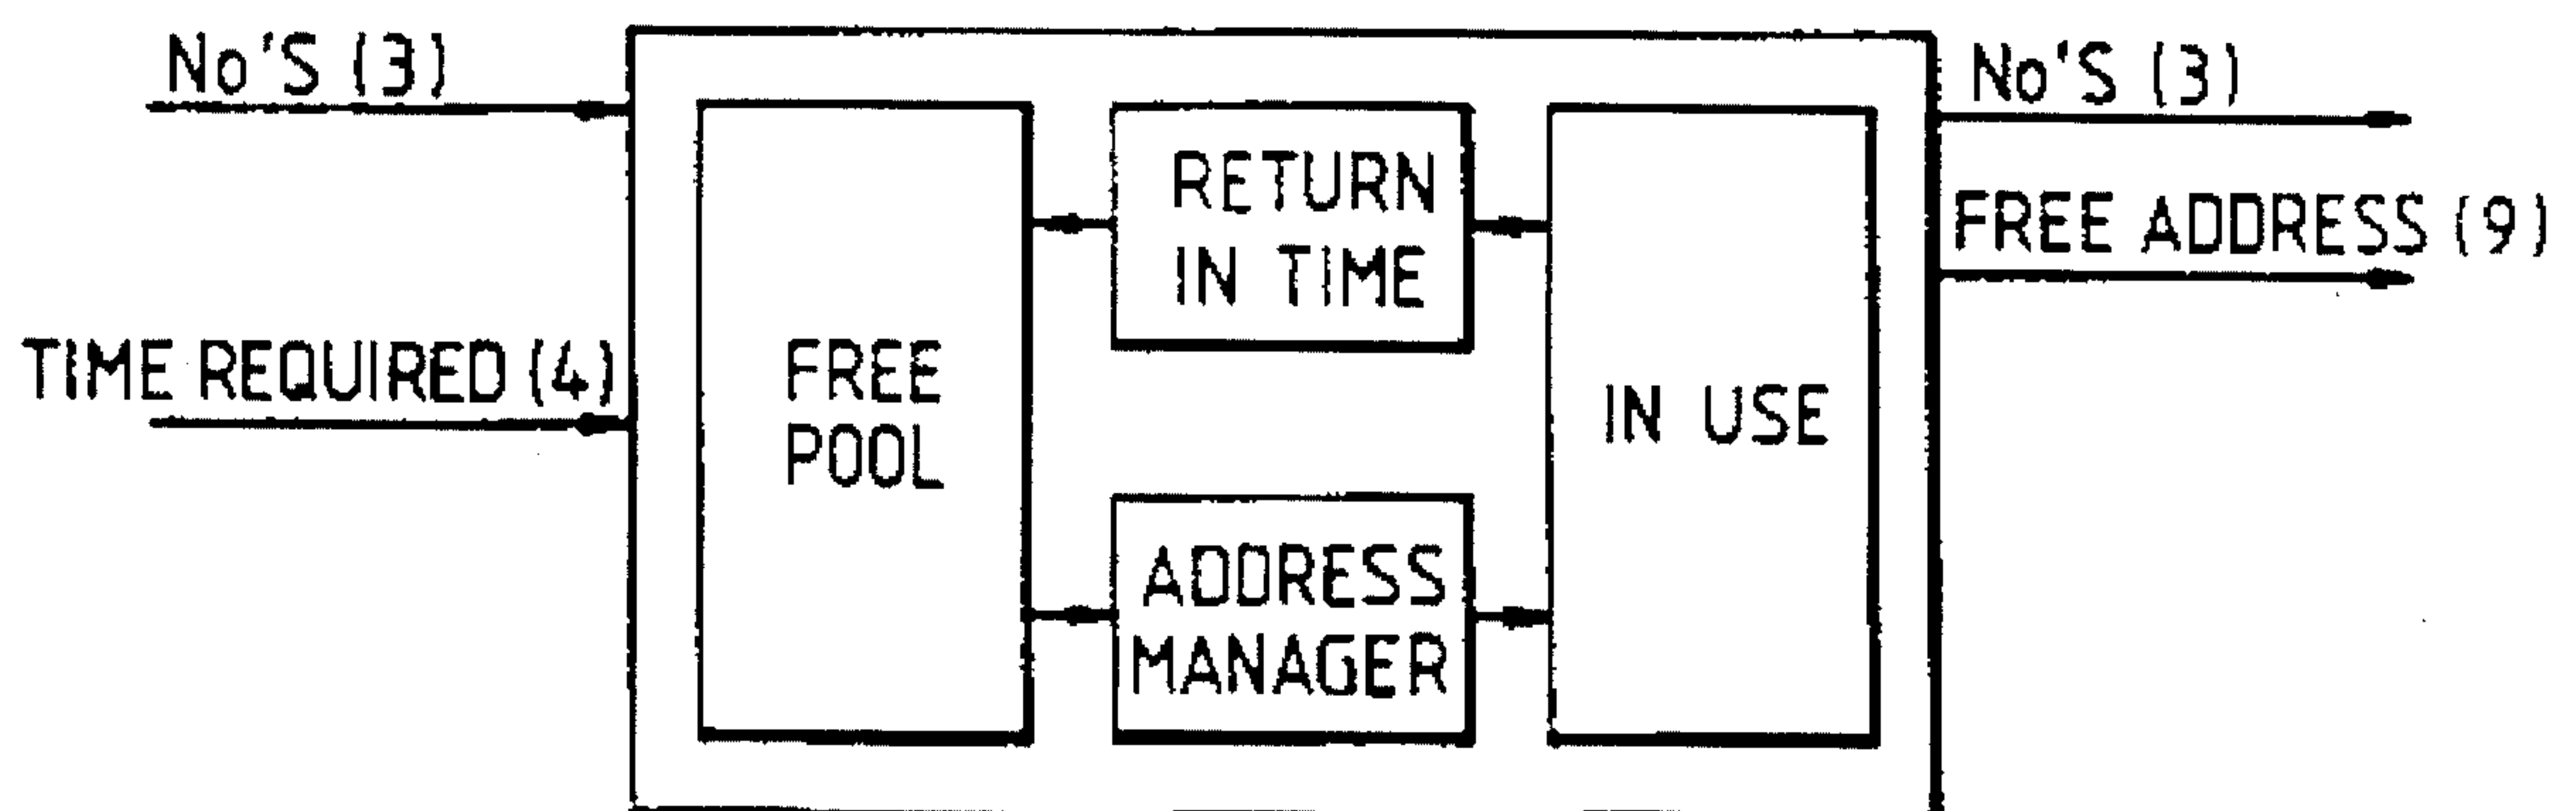 No'S (3)
TIME REQUIRED (4)
FREE
POOL
RETURN
IN TIME
ADDRESS
MANAGER
IN USE
No'S (3)
FREE ADDRESS (9)